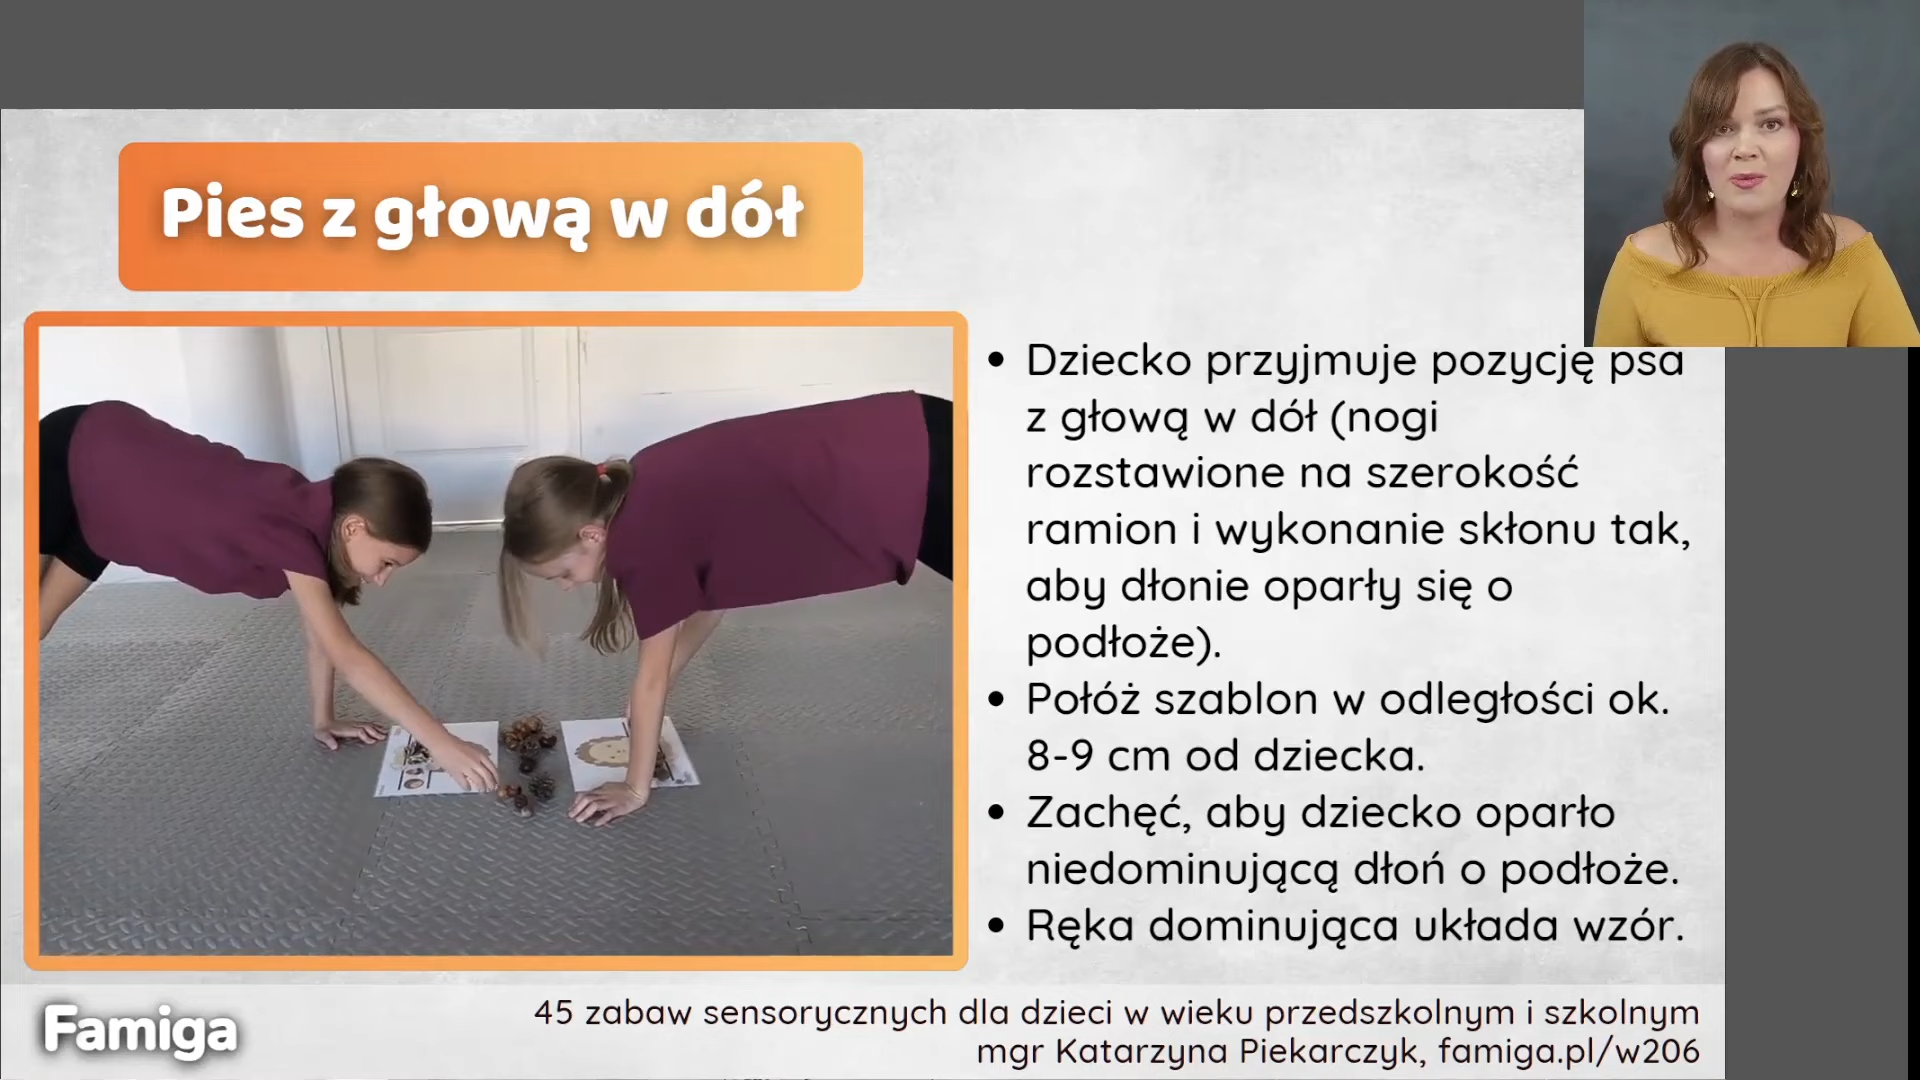 Pies z głową w dół
• Dziecko przyjmuje pozycję psa
z głową w dół (nogi
rozstawione na szerokość
ramion i wykonanie skłonu tak,
aby dłonie oparły się o
podłoże).
• Połóż szablon w odległości ok.
8-9 cm od dziecka.
• Zachęć, aby dziecko oparło
niedominującą dłoń o podłoże.
• Ręka dominująca układa wzór.
Famiga
45 zabaw sensorycznych dla dzieci w wieku przedszkolnym i szkolnym
mgr Katarzyna Piekarczyk, famiga.pl/w206